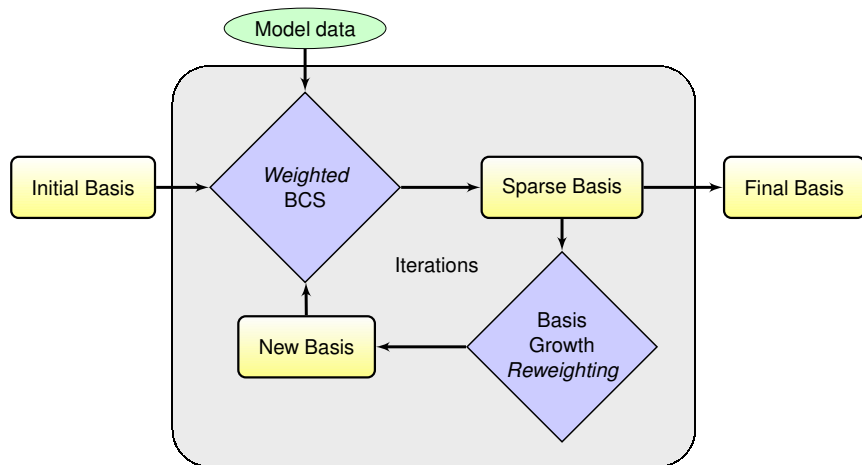 Model data
Initial Basis
Weighted
BCS
Sparse Basis
Final Basis
Iterations
New Basis
Basis
Growth
Reweighting